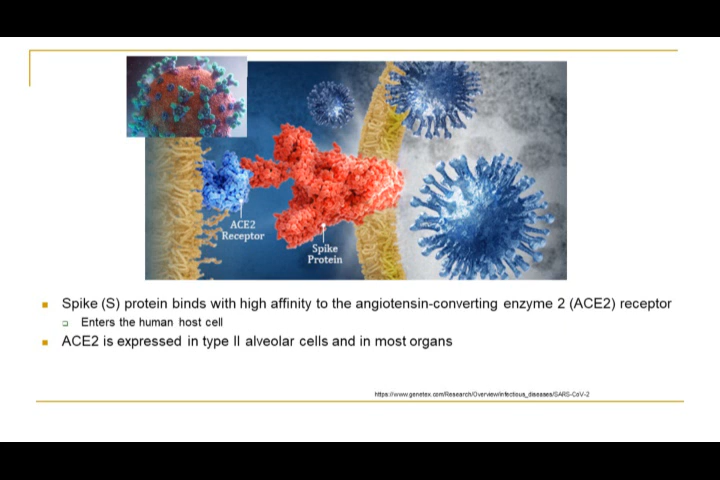 ACE2
Receptor
Spike
Protein
Spike (S) protein binds with high affinity to the angiotensin-converting enzyme 2 (ACE2) receptor
Enters the human host cell
ACE2 is expressed in type II alveolar cells and in most organs
https://www.genetex.com/Research/Overview/infectious_diseases/SARS-CoV-2